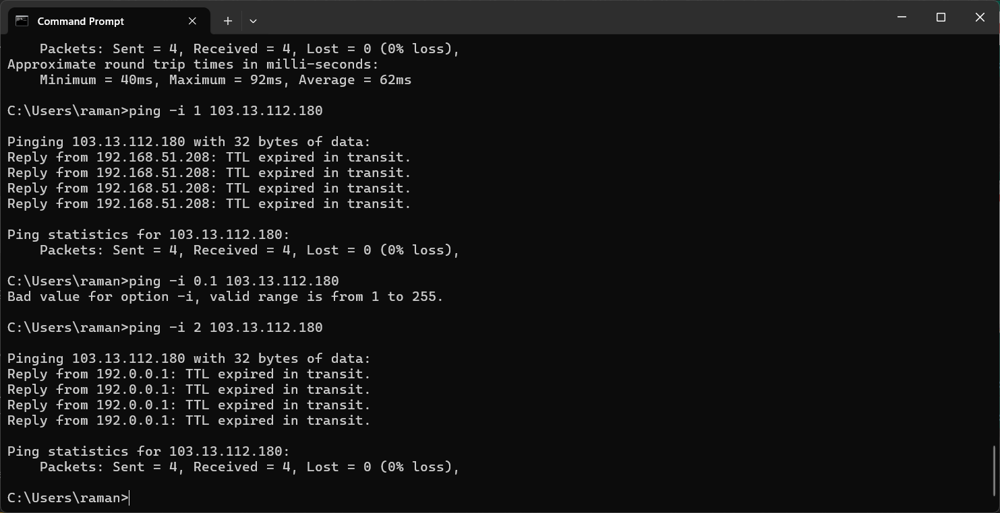 Command Prompt
    Packets: Sent = 4, Received = 4, Lost = 0 (0% loss),
Approximate round trip times in milli-seconds:
    Minimum = 40ms, Maximum = 92ms, Average = 62ms
C:\Users\raman>ping -i 1 103.13.112.180
Pinging 103.13.112.180 with 32 bytes of data:
Reply from 192.168.51.208: TTL expired in transit.
Reply from 192.168.51.208: TTL expired in transit.
Reply from 192.168.51.208: TTL expired in transit.
Reply from 192.168.51.208: TTL expired in transit.
Ping statistics for 103.13.112.180:
    Packets: Sent = 4, Received = 4, Lost = 0 (0% loss),
C:\Users\raman>ping -i 0.1 103.13.112.180
Bad value for option -i, valid range is from 1 to 255.
C:\Users\raman>ping -i 2 103.13.112.180
Pinging 103.13.112.180 with 32 bytes of data:
Reply from 192.0.0.1: TTL expired in transit.
Reply from 192.0.0.1: TTL expired in transit.
Reply from 192.0.0.1: TTL expired in transit.
Reply from 192.0.0.1: TTL expired in transit.
Ping statistics for 103.13.112.180:
    Packets: Sent = 4, Received = 4, Lost = 0 (0% loss),
C:\Users\raman>